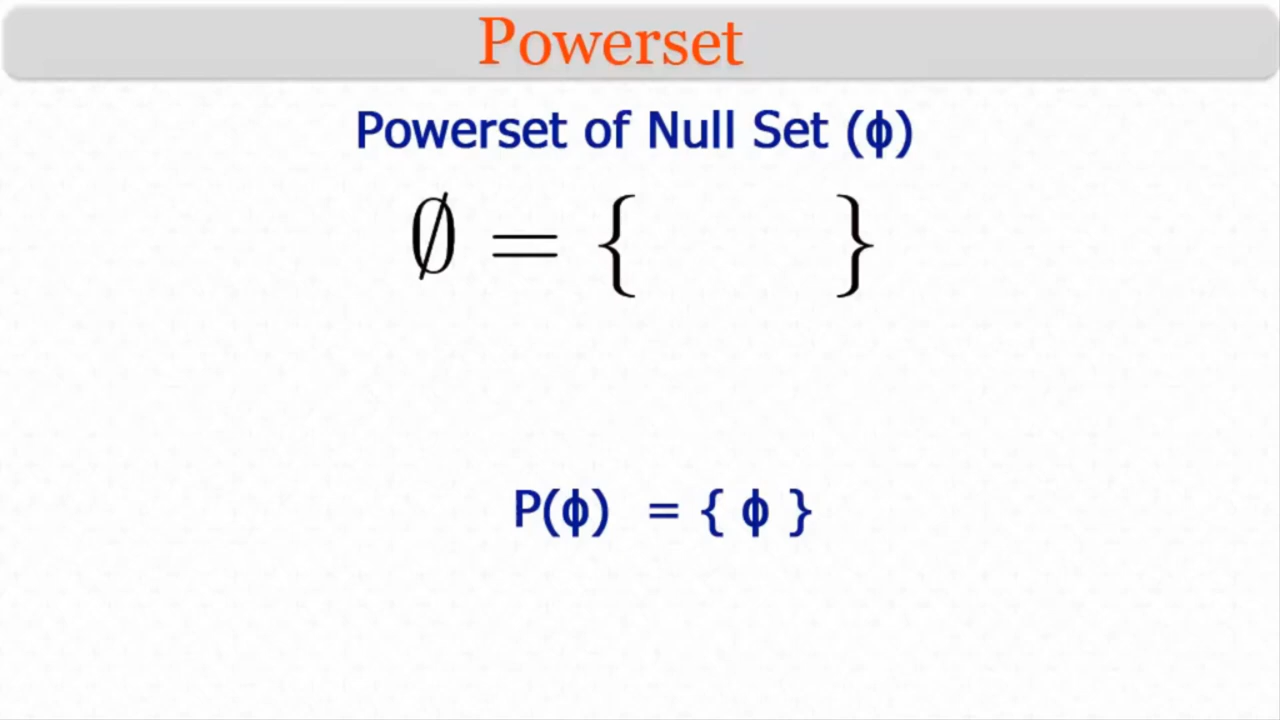 Powerset
Powerset of Null Set (ϕ)
∅ = { }
P(ϕ) = { ϕ }